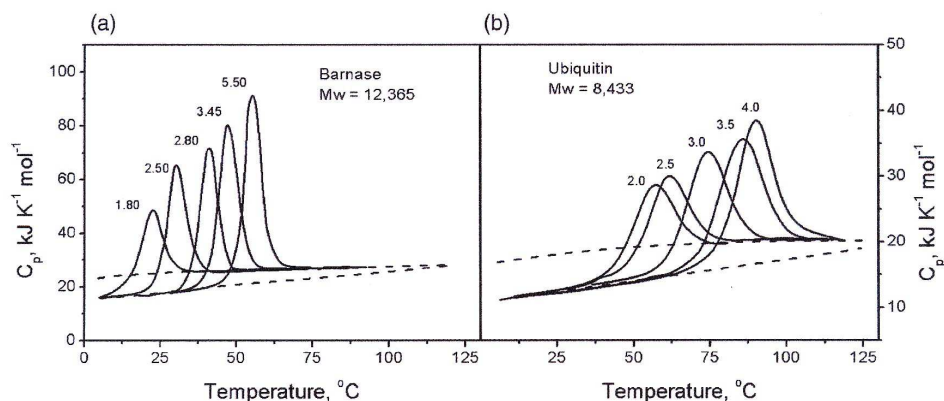 (a)
(b)
Barnase
Mw = 12,365
5.50
3.45
2.80
2.50
1.80
Ubiquitin
Mw = 8,433
4.0
3.5
3.0
2.5
2.0
100
80
60
40
20
0
Cp, kJ K⁻¹ mol⁻¹
50
40
30
20
10
Cp, kJ K⁻¹ mol⁻¹
0 25 50 75 100 125
50 75 100 125
Temperature, °C
Temperature, °C